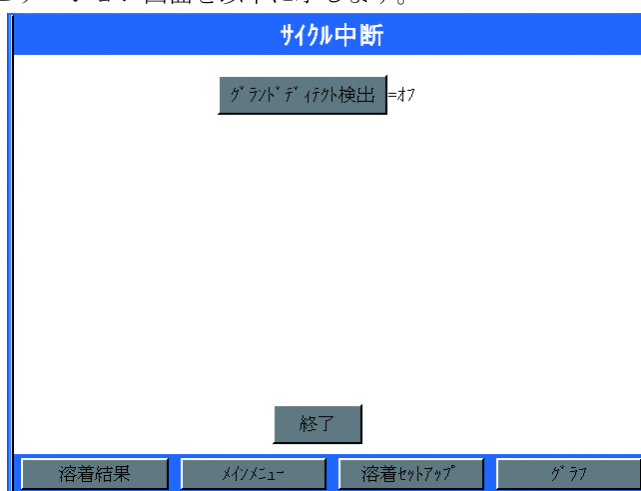 サイクル中断
グランドディテクト検出 =オフ
終了
溶着結果 メインメニュー 溶着セットアップ グラフ